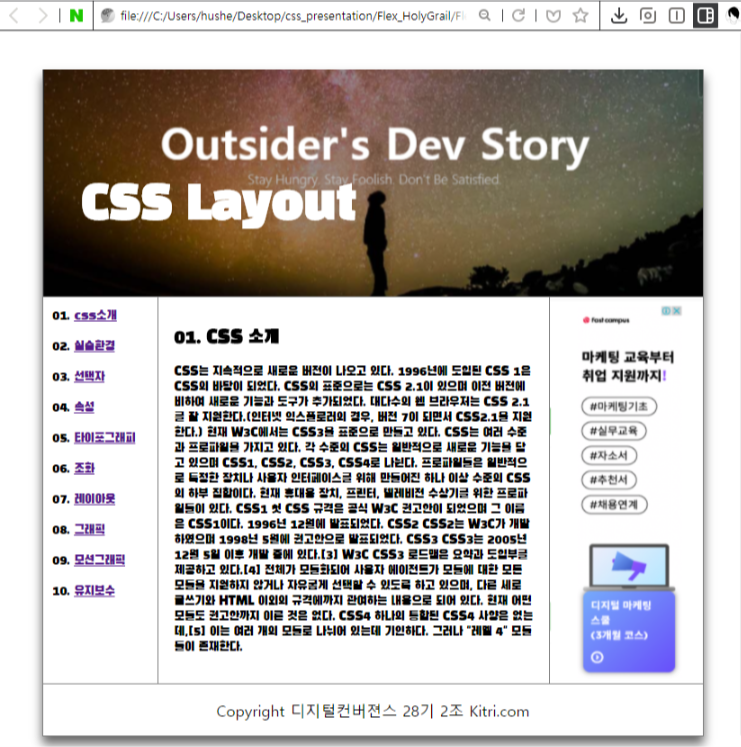 file:///C:/Users/hushe/Desktop/css_presentation/Flex_HolyGrail/Fl
Outsider's Dev Story
Stay Hungry. Stay Foolish. Don't Be Satisfied.
CSS Layout
01. css소개
02. 실습환경
03. 선택자
04. 속성
05. 타이포그래피
06. 조화
07. 레이아웃
08. 그래픽
09. 모션그래픽
10. 유지보수
01. CSS 소개
CSS는 지속적으로 새로운 버전이 나오고 있다. 1996년에 도입된 CSS 1은
CSS의 바탕이 되었다. CSS의 표준으로는 CSS 2.1이 있으며 이전 버전에
비하여 새로운 기능과 도구가 추가되었다. 대다수의 웹 브라우저는 CSS 2.1
을 잘 지원한다.(인터넷 익스플로러의 경우, 버전 7이 되면서 CSS2.1을 지원
한다.) 현재 W3C에서는 CSS3을 표준으로 만들고 있다. CSS는 여러 수준
과 프로파일을 가지고 있다. 각 수준의 CSS는 일반적으로 새로운 기능을 담
고 있으며 CSS1, CSS2, CSS3, CSS4로 나뉜다. 프로파일들은 일반적으
로 특정한 장치나 사용자 인터페이스를 위해 만들어진 하나 이상 수준의 CSS
의 하부 집합이다. 현재 휴대용 장치, 프린터, 텔레비전 수상기를 위한 프로파
일들이 있다. CSS1 첫 CSS 규격은 공식 W3C 권고안이 되었으며 그 이름
은 CSS1이다. 1996년 12월에 발표되었다. CSS2 CSS2는 W3C가 개발
하였으며 1998년 5월에 권고안으로 발표되었다. CSS3 CSS3는 2005년
12월 5일 이후 개발 중에 있다.[3] W3C CSS3 로드맵은 요약과 도입부를
제공하고 있다.[4] 전체가 모듈화되어 사용자 에이전트가 모듈에 대한 모든
모듈을 지원하지 않거나 자유롭게 선택할 수 있도록 하고 있으며, 다른 세로
글쓰기와 HTML 이외의 규격에까지 관여하는 내용으로 되어 있다. 현재 어떤
모듈도 권고안까지 이른 것은 없다. CSS4 하나의 통합된 CSS4 사양은 없는
데,[5] 이는 여러 개의 모듈로 나뉘어 있는데 기인하다. 그러나 "레벨 4" 모듈
들이 존재한다.
Fast campus
마케팅 교육부터
취업 지원까지!
#마케팅기초
#실무교육
#자소서
#추천서
#채용연계
디지털 마케팅
스쿨
(3개월 코스)
Copyright 디지털컨버젼스 28기 2조 Kitri.com